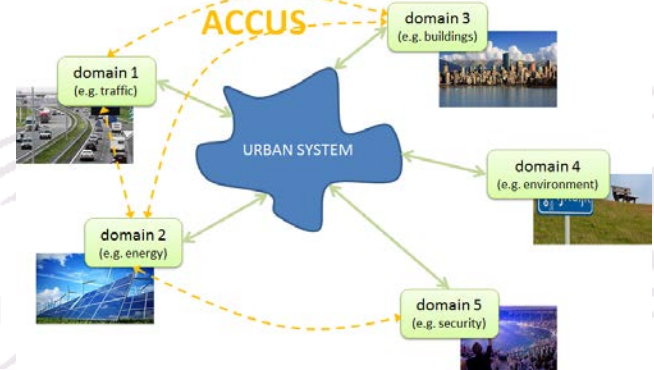 ACCUS
domain 3
(e.g. buildings)
domain 1
(e.g. traffic)
URBAN SYSTEM
domain 4
(e.g. environment)
domain 2
(e.g. energy)
domain 5
(e.g. security)